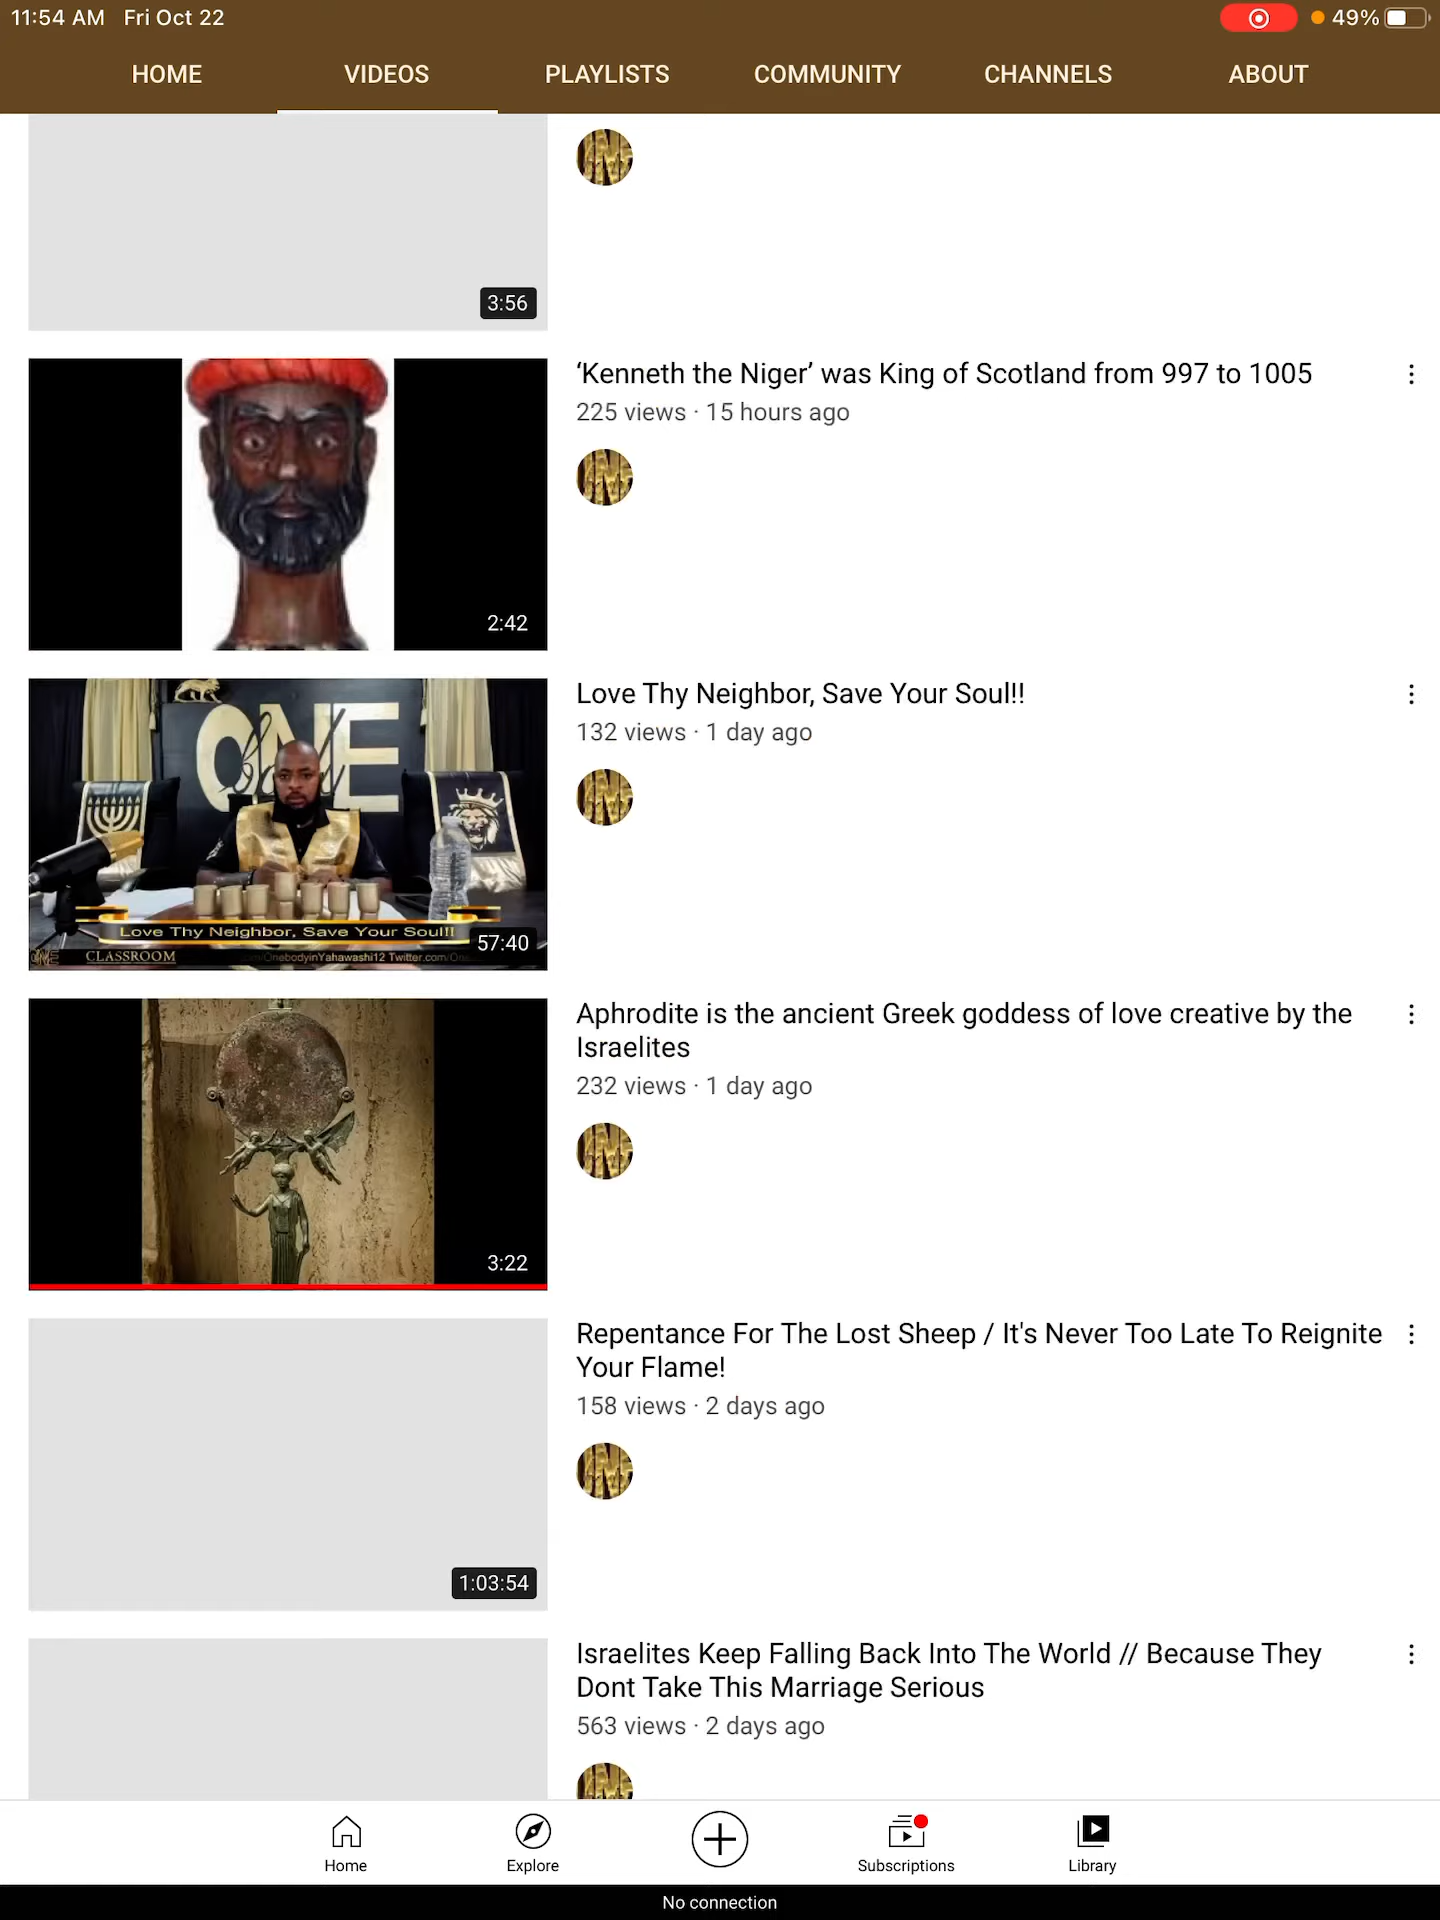 11:54 AM Fri Oct 22
49%
HOME VIDEOS PLAYLISTS COMMUNITY CHANNELS ABOUT
3:56
‘Kenneth the Niger’ was King of Scotland from 997 to 1005
225 views · 15 hours ago
2:42
Love Thy Neighbor, Save Your Soul!!
132 views · 1 day ago
ONE
body
Love Thy Neighbor, Save Your Soul!!
57:40
ONE CLASSROOM /OnebodyinYahawashi12 Twitter.com/
Aphrodite is the ancient Greek goddess of love creative by the
Israelites
232 views · 1 day ago
3:22
Repentance For The Lost Sheep / It's Never Too Late To Reignite
Your Flame!
158 views · 2 days ago
1:03:54
Israelites Keep Falling Back Into The World // Because They
Dont Take This Marriage Serious
563 views · 2 days ago
Home Explore Subscriptions Library
No connection